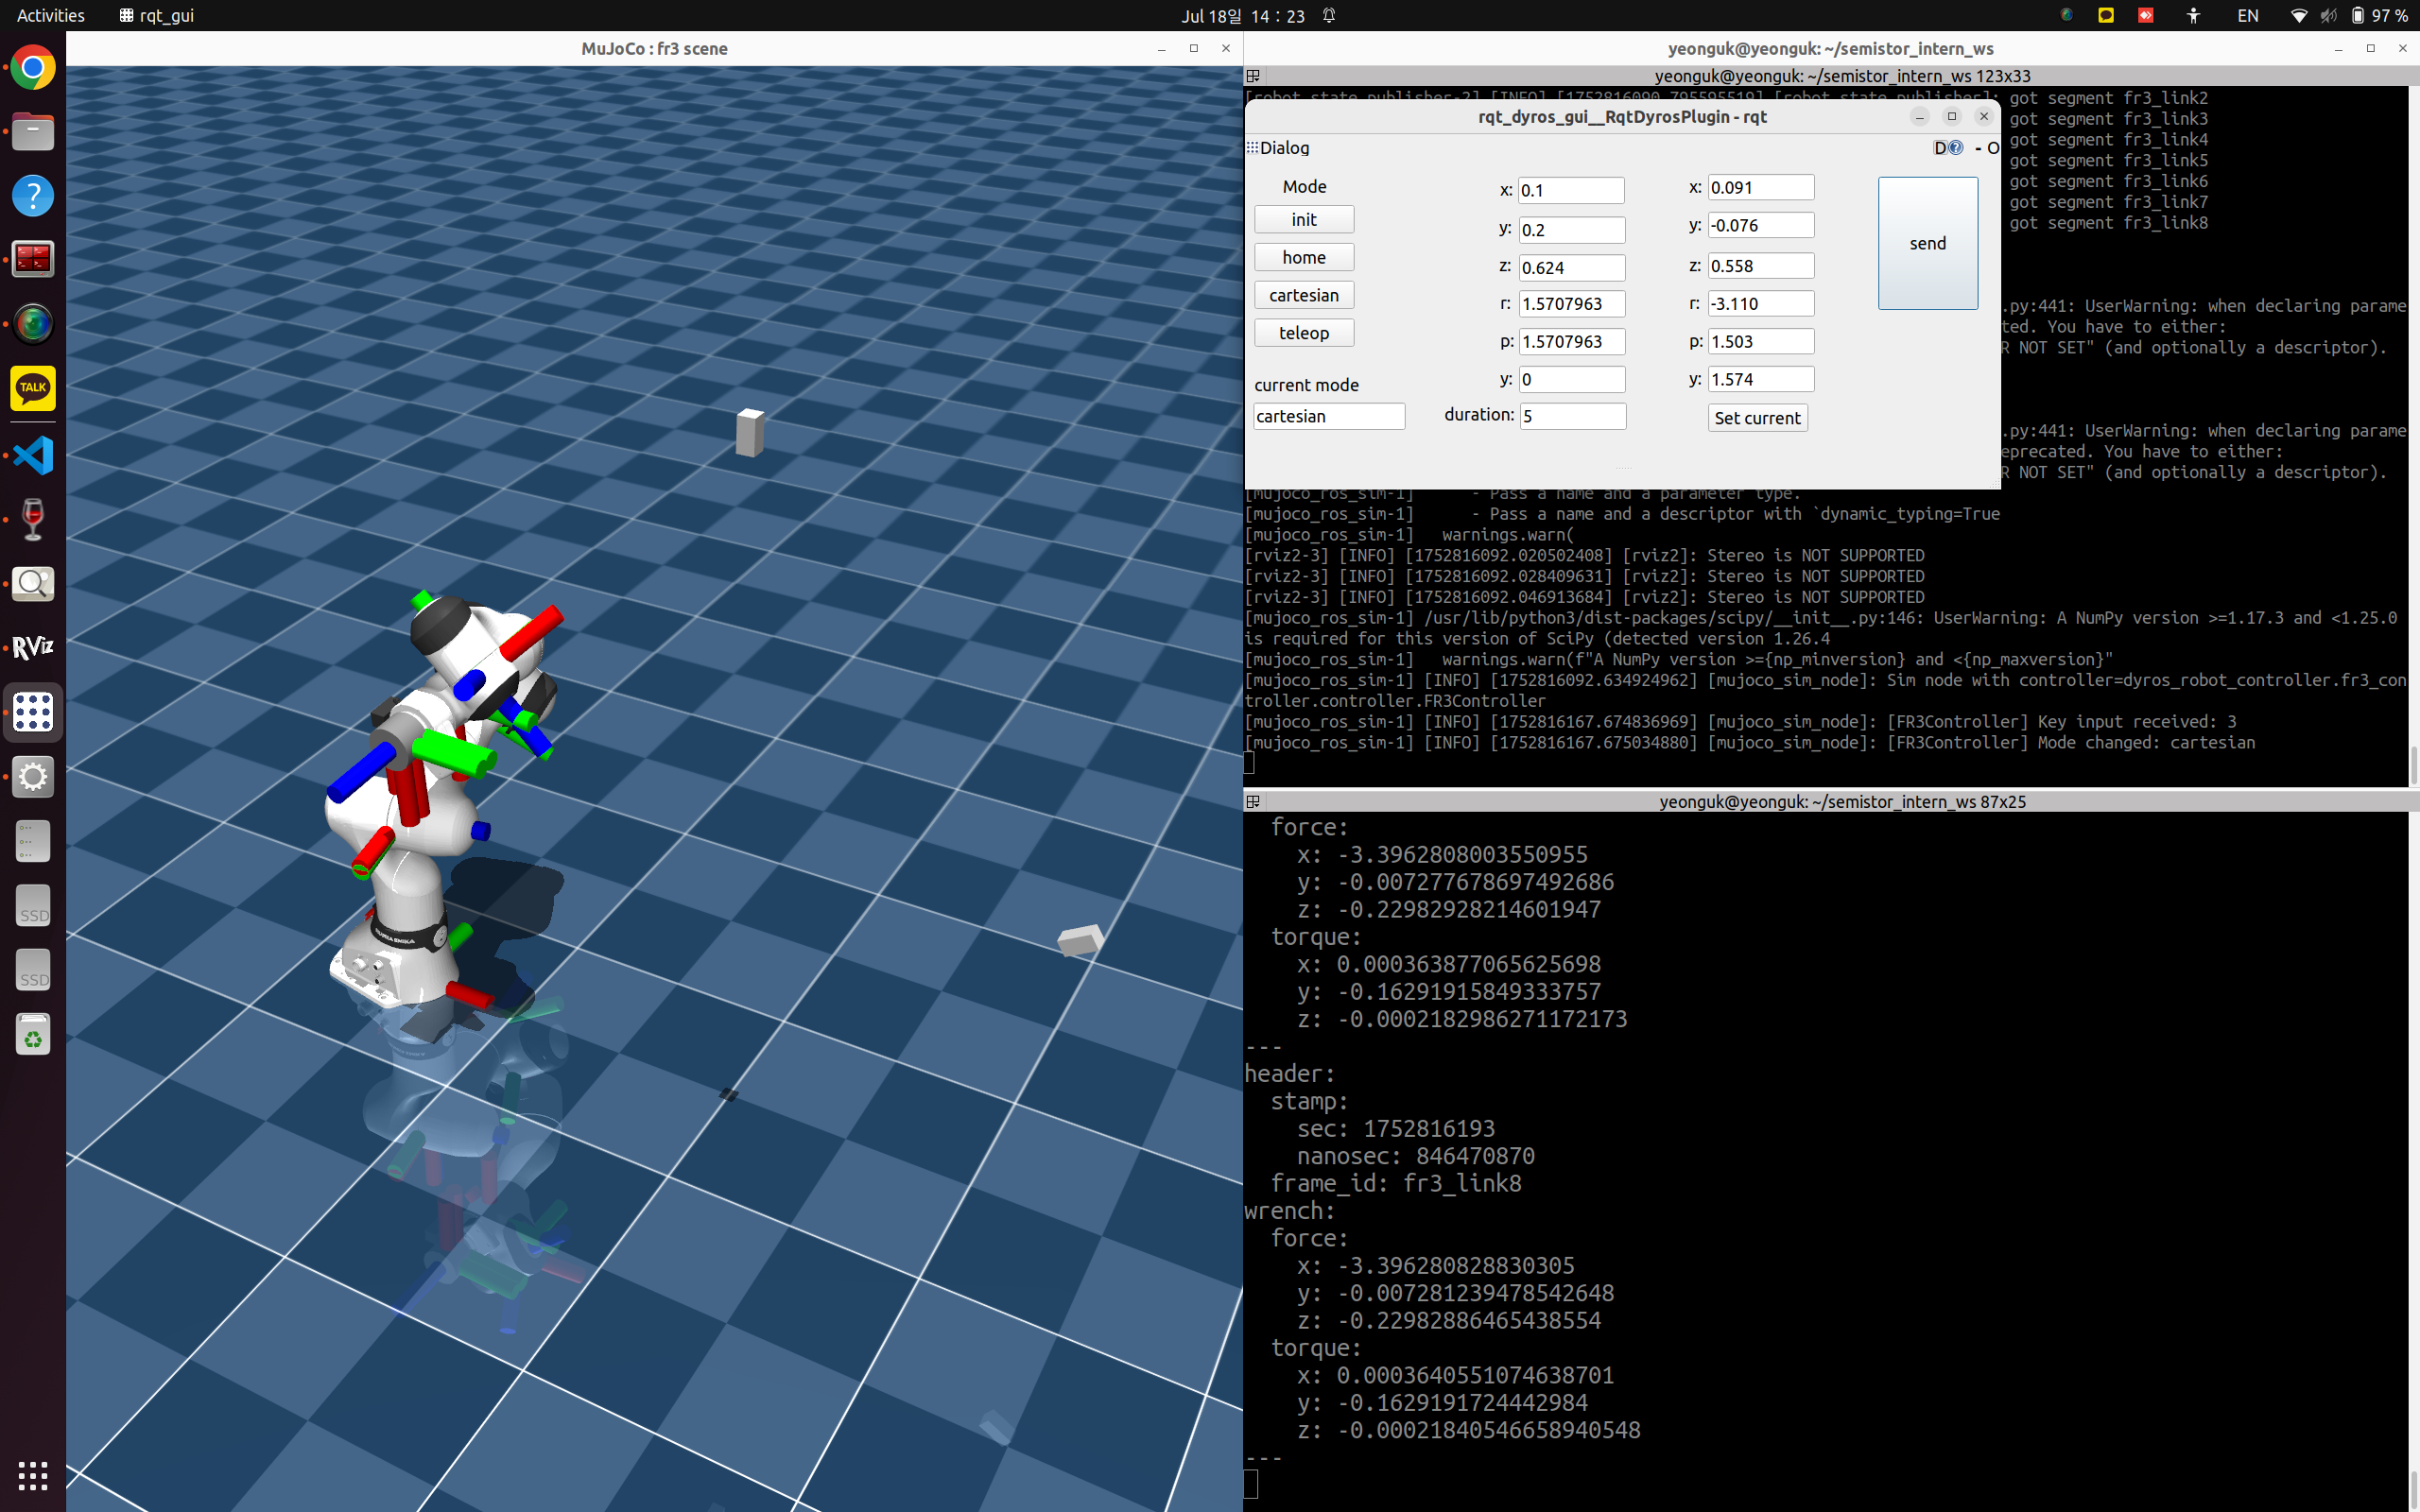 Activities
rqt_gui
Jul 18일 14 : 23
EN
97 %
MuJoCo : fr3 scene
TALK
RViz
SSD
SSD
yeonguk@yeonguk: ~/semistor_intern_ws
yeonguk@yeonguk: ~/semistor_intern_ws 123x33
[robot_state_publisher-2] [INFO] [1752816090.795595519] [robot_state_publisher]: got segment fr3_link2
got segment fr3_link3
got segment fr3_link4
got segment fr3_link5
got segment fr3_link6
got segment fr3_link7
got segment fr3_link8
.py:441: UserWarning: when declaring parame
ted. You have to either:
R NOT SET" (and optionally a descriptor).
.py:441: UserWarning: when declaring parame
eprecated. You have to either:
R NOT SET" (and optionally a descriptor).
rqt_dyros_gui__RqtDyrosPlugin - rqt
Dialog
D
- O
Mode
init
home
cartesian
teleop
current mode
cartesian
x: 0.1
y: 0.2
z: 0.624
r: 1.5707963
p: 1.5707963
y: 0
duration: 5
x: 0.091
y: -0.076
z: 0.558
r: -3.110
p: 1.503
y: 1.574
Set current
send
[mujoco_ros_sim-1] - Pass a name and a parameter type.
[mujoco_ros_sim-1] - Pass a name and a descriptor with `dynamic_typing=True
[mujoco_ros_sim-1] warnings.warn(
[rviz2-3] [INFO] [1752816092.020502408] [rviz2]: Stereo is NOT SUPPORTED
[rviz2-3] [INFO] [1752816092.028409631] [rviz2]: Stereo is NOT SUPPORTED
[rviz2-3] [INFO] [1752816092.046913684] [rviz2]: Stereo is NOT SUPPORTED
[mujoco_ros_sim-1] /usr/lib/python3/dist-packages/scipy/__init__.py:146: UserWarning: A NumPy version >=1.17.3 and <1.25.0
is required for this version of SciPy (detected version 1.26.4
[mujoco_ros_sim-1] warnings.warn(f"A NumPy version >={np_minversion} and <{np_maxversion}"
[mujoco_ros_sim-1] [INFO] [1752816092.634924962] [mujoco_sim_node]: Sim node with controller=dyros_robot_controller.fr3_con
troller.controller.FR3Controller
[mujoco_ros_sim-1] [INFO] [1752816167.674836969] [mujoco_sim_node]: [FR3Controller] Key input received: 3
[mujoco_ros_sim-1] [INFO] [1752816167.675034880] [mujoco_sim_node]: [FR3Controller] Mode changed: cartesian
yeonguk@yeonguk: ~/semistor_intern_ws 87x25
force:
x: -3.3962808003550955
y: -0.007277678697492686
z: -0.22982928214601947
torque:
x: 0.000363877065625698
y: -0.16291915849333757
z: -0.0002182986271172173
---
header:
stamp:
sec: 1752816193
nanosec: 846470870
frame_id: fr3_link8
wrench:
force:
x: -3.396280828830305
y: -0.007281239478542648
z: -0.22982886465438554
torque:
x: 0.0003640551074638701
y: -0.1629191724442984
z: -0.00021840546658940548
---